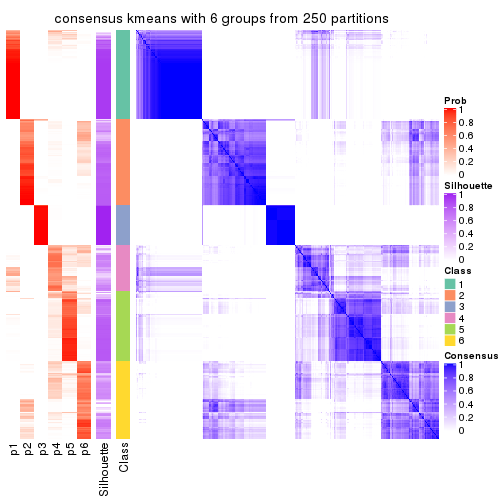 consensus kmeans with 6 groups from 250 partitions
Prob
1
0.8
0.6
0.4
0.2
0
Silhouette
1
0.8
0.6
0.4
0.2
0
Class
1
2
3
4
5
6
Consensus
1
0.8
0.6
0.4
0.2
0
p1
p2
p3
p4
p5
p6
Silhouette
Class